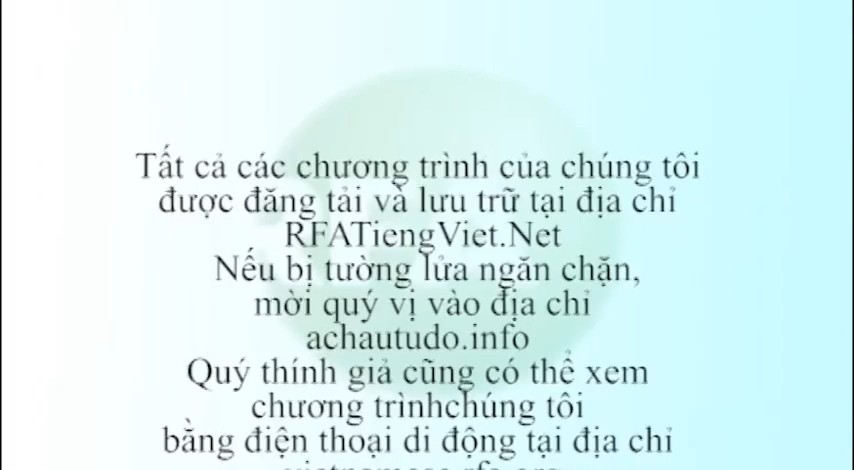 Tất cả các chương trình của chúng tôi
được đăng tải và lưu trữ tại địa chỉ
RFATiengViet.Net
Nếu bị tường lửa ngăn chặn,
mời quý vị vào địa chỉ
achautudo.info
Quý thính giả cũng có thể xem
chương trìnhchúng tôi
bằng điện thoại di động tại địa chỉ